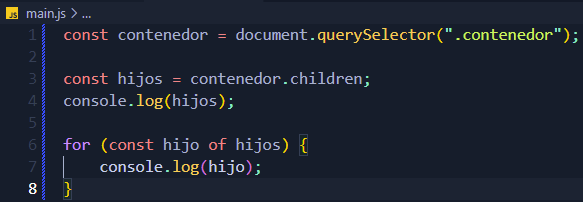 JS main.js > ...
1 const contenedor = document.querySelector(".contenedor");
2
3 const hijos = contenedor.children;
4 console.log(hijos);
5
6 for (const hijo of hijos) {
7     console.log(hijo);
8 }